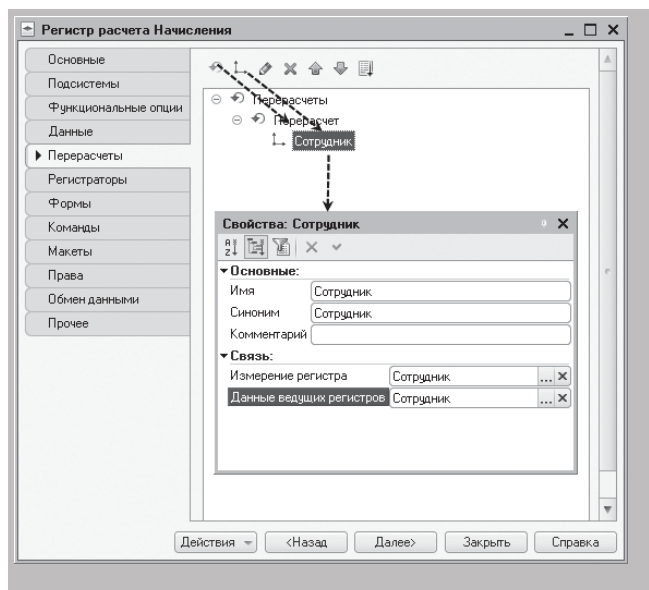 Регистр расчета Начисления
Основные
Подсистемы
Функциональные опции
Данные
Перерасчеты
Регистраторы
Формы
Команды
Макеты
Права
Обмен данными
Прочее
Перерасчеты
Перерасчет
Сотрудник
Свойства: Сотрудник
Основные:
Имя Сотрудник
Синоним Сотрудник
Комментарий
Связь:
Измерение регистра Сотрудник ...
Данные ведущих регистров Сотрудник ...
Действия <Назад Далее> Закрыть Справка